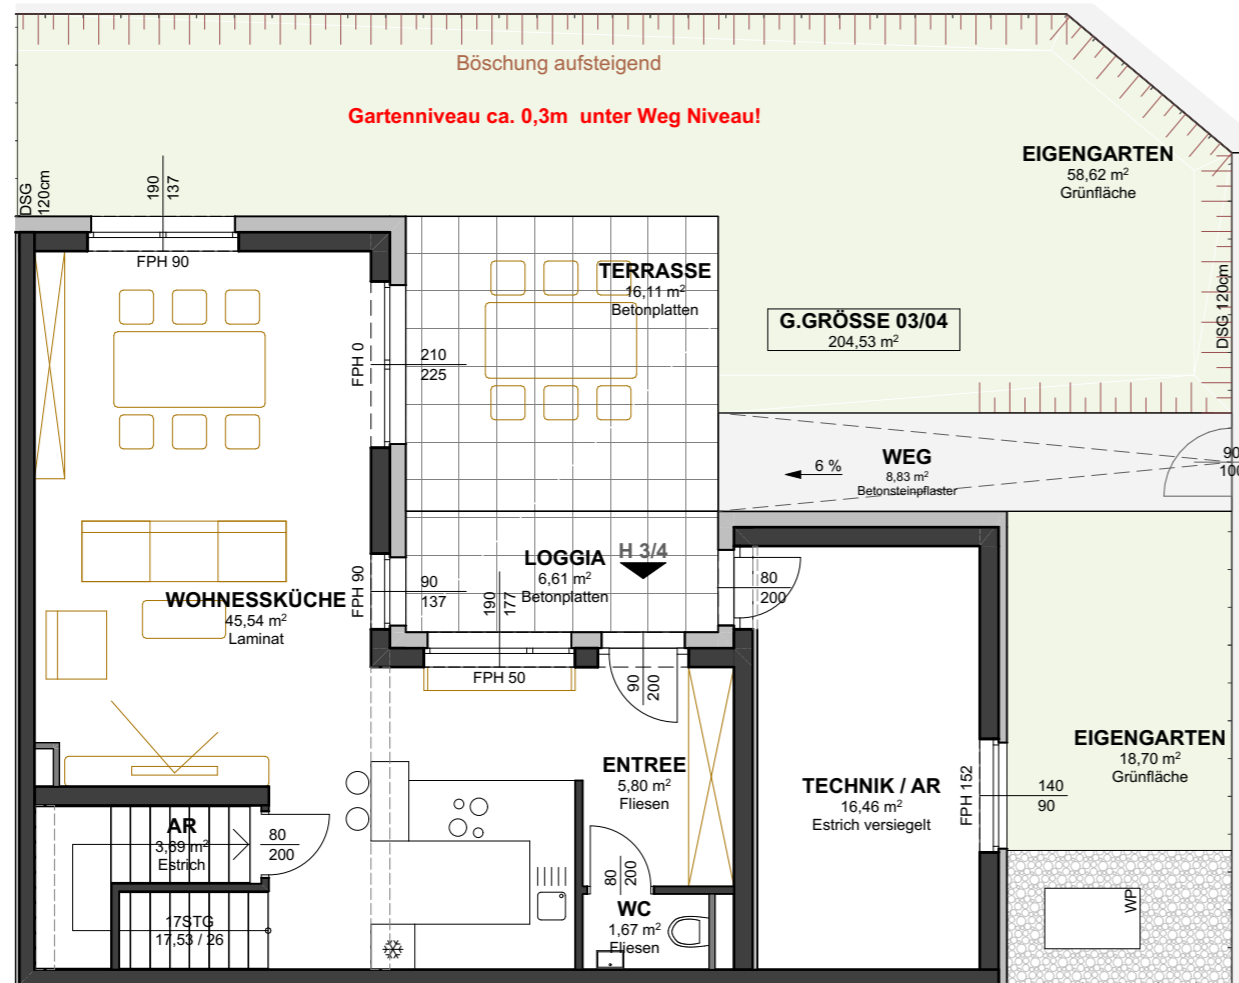 Böschung aufsteigend
Gartenniveau ca. 0,3m unter Weg Niveau!
EIGENGARTEN
58,62 m²
Grünfläche
DSG
120cm
190
137
FPH 90
TERRASSE
16,11 m²
Betonplatten
G.GRÖSSE 03/04
204,53 m²
DSG 120cm
FPH 0
210
225
6 %
WEG
8,83 m²
Betonsteinpflaster
90
100
LOGGIA
6,61 m²
Betonplatten
H 3/4
80
200
FPH 90
90
137
190
177
WOHNESSKÜCHE
45,54 m²
Laminat
FPH 50
90
200
ENTREE
5,80 m²
Fliesen
TECHNIK / AR
16,46 m²
Estrich versiegelt
FPH 152
140
90
EIGENGARTEN
18,70 m²
Grünfläche
AR
3,89 m²
Estrich
80
200
80
200
WC
1,67 m²
Fliesen
17STG
17,53 / 26
WP